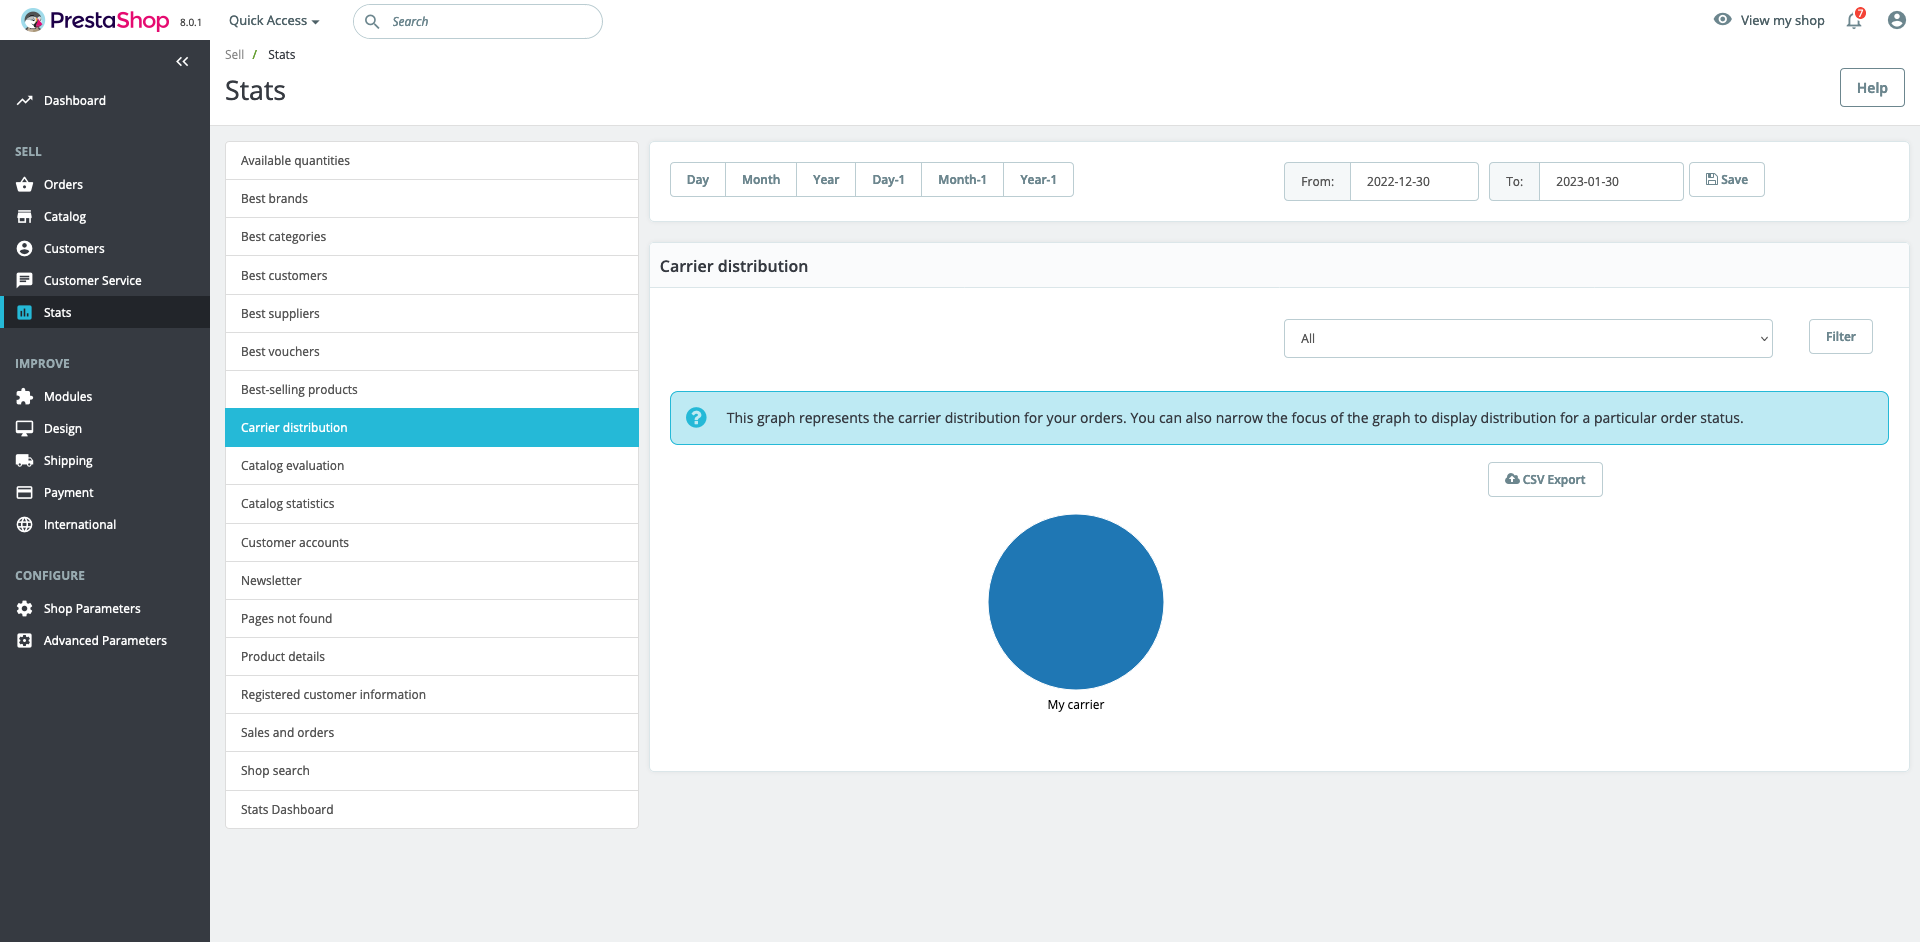 PrestaShop 8.0.1 Quick Access Search View my shop 7
Sell / Stats
Stats
Help
Dashboard
SELL
Orders
Catalog
Customers
Customer Service
Stats
IMPROVE
Modules
Design
Shipping
Payment
International
CONFIGURE
Shop Parameters
Advanced Parameters
Available quantities
Best brands
Best categories
Best customers
Best suppliers
Best vouchers
Best-selling products
Carrier distribution
Catalog evaluation
Catalog statistics
Customer accounts
Newsletter
Pages not found
Product details
Registered customer information
Sales and orders
Shop search
Stats Dashboard
Day Month Year Day-1 Month-1 Year-1 From: 2022-12-30 To: 2023-01-30 Save
Carrier distribution
All Filter
? This graph represents the carrier distribution for your orders. You can also narrow the focus of the graph to display distribution for a particular order status.
CSV Export
My carrier